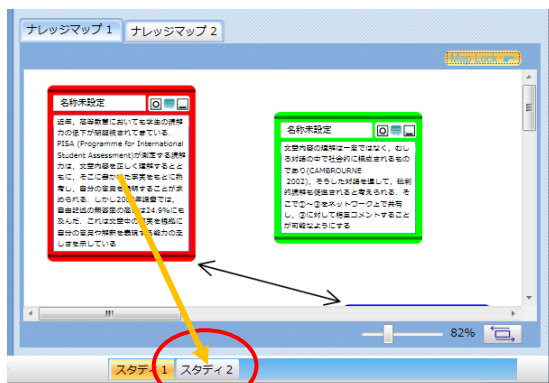 ナレッジマップ 1
ナレッジマップ 2
Map Lock
名称未設定
近年，高等教育においても学生の読解
力の低下が問題視されてきている．
PISA (Programme for International
Student Assessment)が測定する読解
力は，文章内容を正しく理解するとと
もに，そこに書かれた事実をもとに熟
考し，自分の意見を表明することが求
められる．しかし200 年調査では，
自由記述の無答率の は24.9%にも
及んだ．これは文章中の事実を根拠に
自分の意見や解釈を表現する能力の乏
しさを示している
名称未設定
文章内容の理解は一意ではなく，むし
ろ対話の中で社会的に構成されるもの
であり(CAMBROURNE
2002)，そうした対話を通して，批判
的読解も促進されると考えられる．そ
こで①～③をネットワーク上で共有
し，③に対して相互コメントすること
が可能なようにする
82%
スタディ 1
スタディ 2